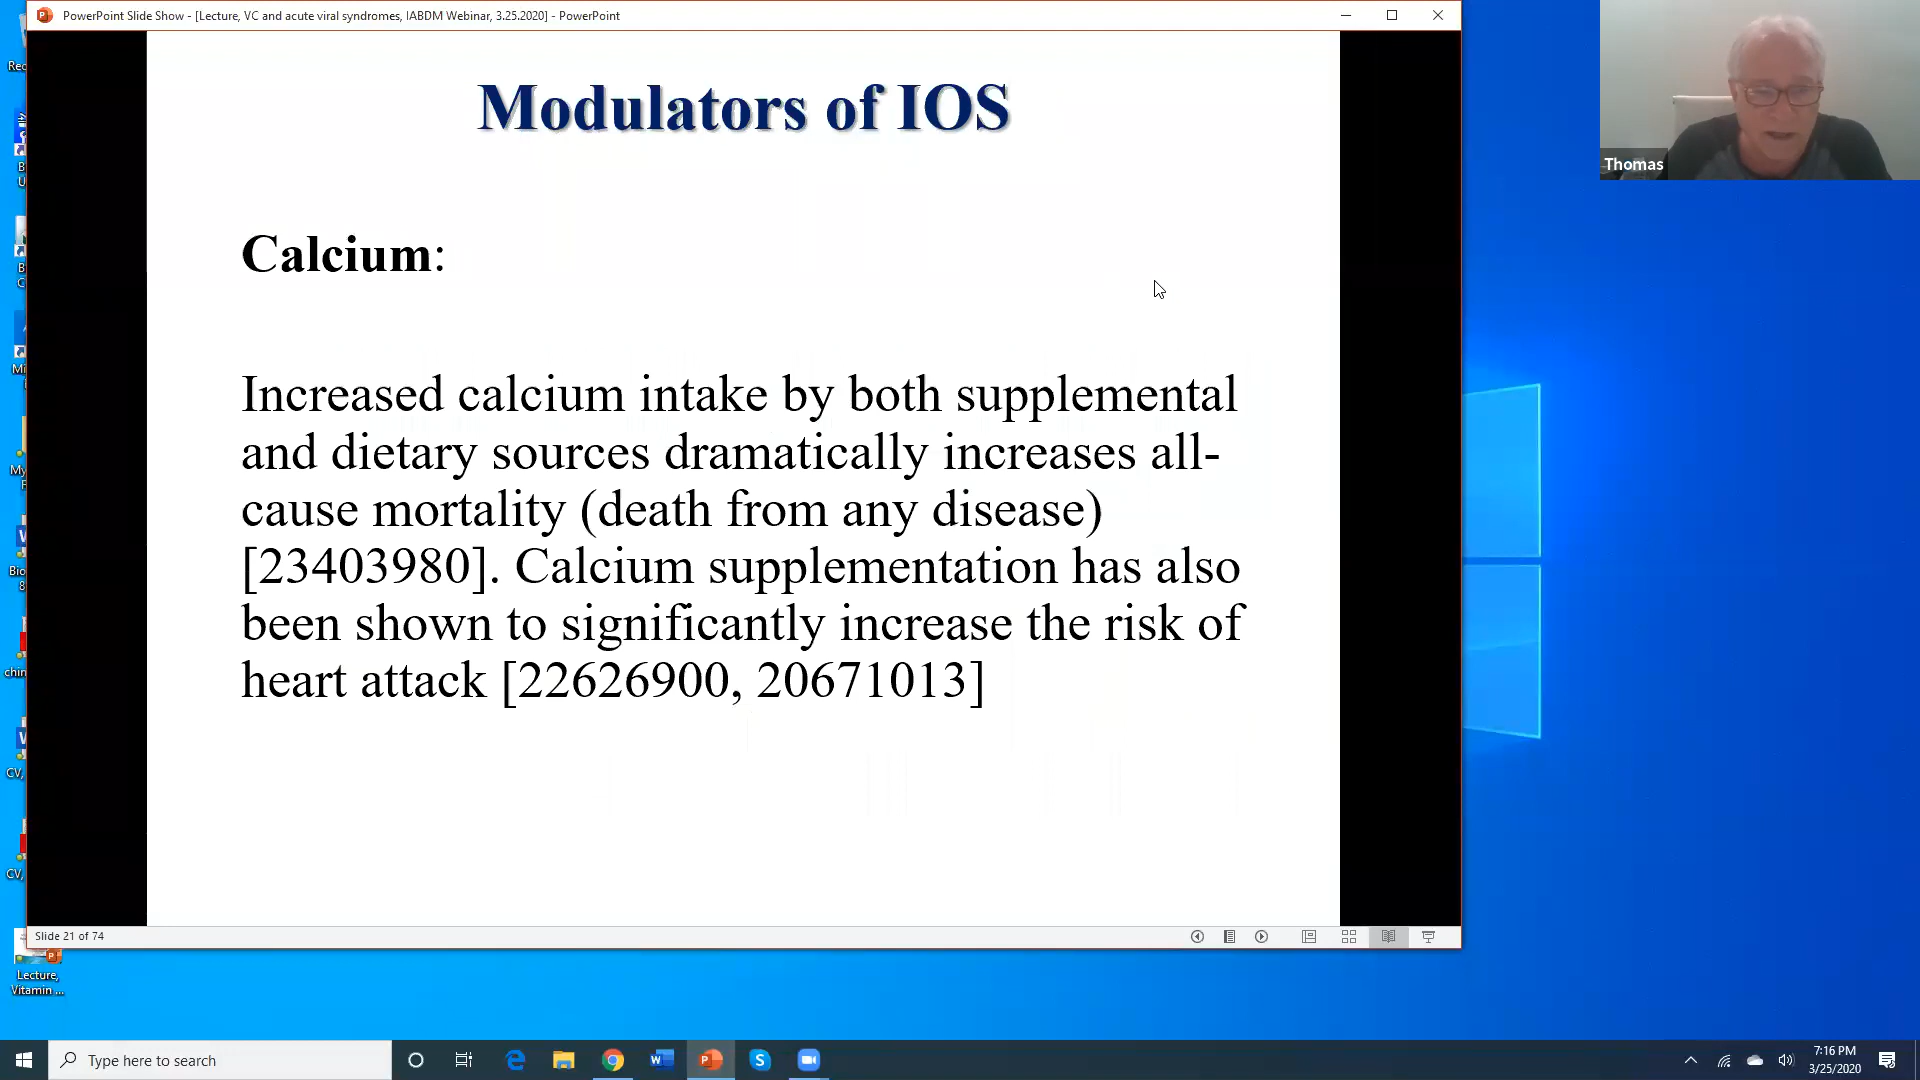 PowerPoint Slide Show - [Lecture, VC and acute viral syndromes, IABDM Webinar, 3.25.2020] - PowerPoint
Modulators of IOS
Calcium:
Increased calcium intake by both supplemental
and dietary sources dramatically increases all-
cause mortality (death from any disease)
[23403980]. Calcium supplementation has also
been shown to significantly increase the risk of
heart attack [22626900, 20671013]
Slide 21 of 74
Thomas
Lecture,
Vitamin ...
Type here to search
7:16 PM
3/25/2020